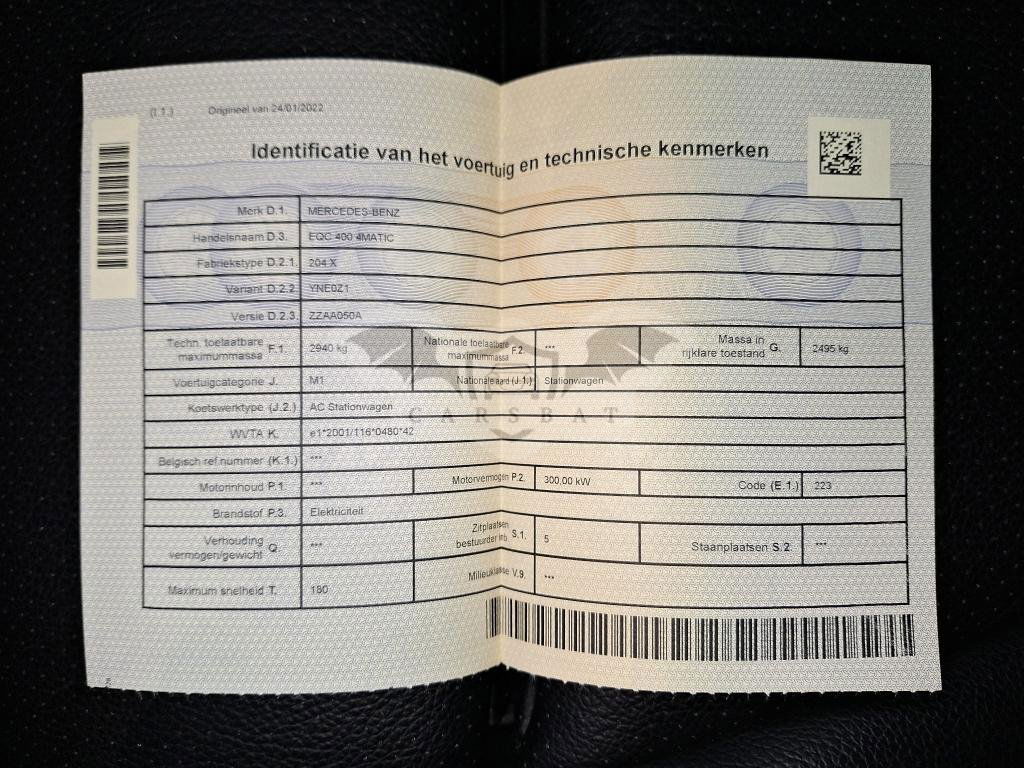 (I.1.) Origineel van 24/01/2022
Identificatie van het voertuig en technische kenmerken
Merk D.1. MERCEDES-BENZ
Handelsnaam D.3. EQC 400 4MATIC
Fabriekstype D.2.1. 204 X
Variant D.2.2. YNE0Z1
Versie D.2.3. ZZAA050A
Techn. toelaatbare maximummassa F.1. 2940 kg Nationale toelaatbare maximummassa F.2. *** Massa in rijklare toestand G. 2495 kg
Voertuigcategorie J. M1 Nationale aard (J.1.) Stationwagen
Koetswerktype (J.2.) AC Stationwagen
CARSBAT
WVTA K. e1*2001/116*0480*42
Belgisch ref.nummer (K.1.) ***
Motorinhoud P.1. *** Motorvermogen P.2. 300,00 kW Code (E.1.) 223
Brandstof P.3. Elektriciteit
Verhouding vermogen/gewicht Q. *** Zitplaatsen bestuurder inb. S.1. 5 Staanplaatsen S.2. ***
Maximum snelheid T. 180 Milieuklasse V.9. ***